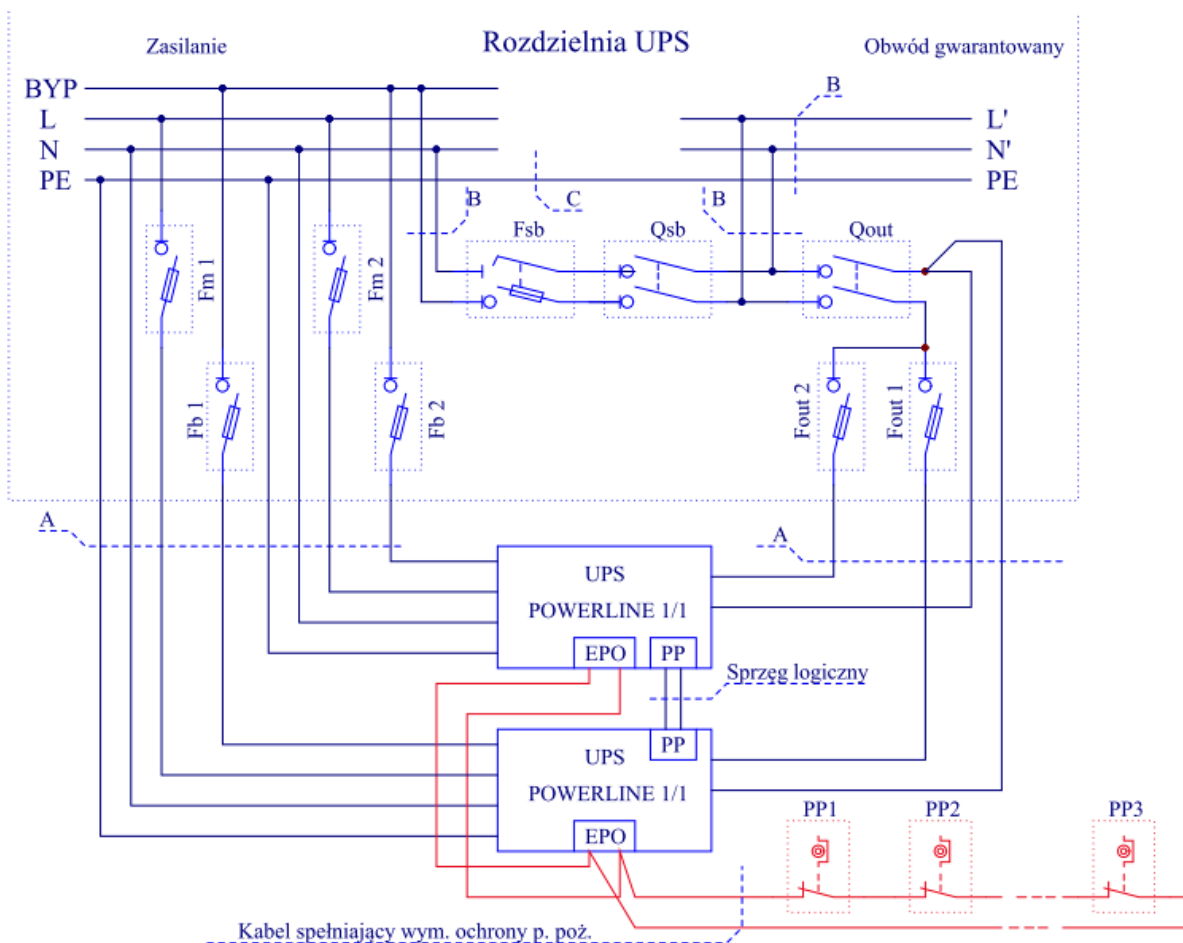 Zasilanie
Rozdzielnia UPS
Obwód gwarantowany
BYP
L
N
PE
L'
N'
PE
B
B
C
B
Fsb
Qsb
Qout
Fm 1
Fm 2
Fb 1
Fb 2
Fout 2
Fout 1
A
A
UPS
POWERLINE 1/1
EPO
PP
Sprzęg logiczny
PP
UPS
POWERLINE 1/1
EPO
PP1
PP2
PP3
Kabel spełniający wym. ochrony p. poż.